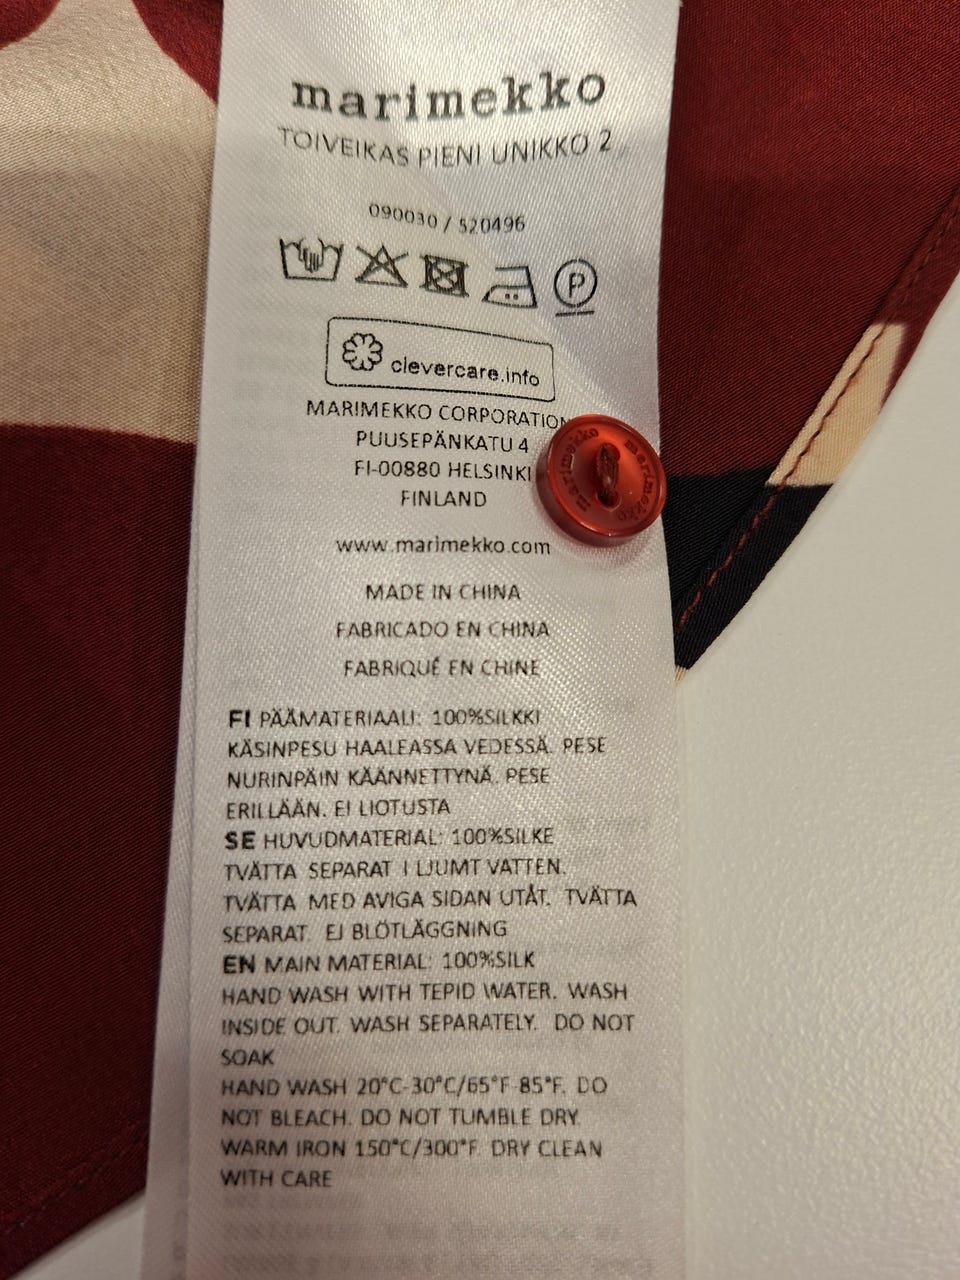 marimekko
TOIVEIKAS PIENI UNIKKO 2
090030 / 520496
P
clevercare.info
MARIMEKKO CORPORATION
PUUSEPÄNKATU 4
FI-00880 HELSINKI
FINLAND
marimekko marimekko
www.marimekko.com
MADE IN CHINA
FABRICADO EN CHINA
FABRIQUÉ EN CHINE
FI PÄÄMATERIAALI: 100%SILKKI
KÄSINPESU HAALEASSA VEDESSÄ. PESE
NURINPÄIN KÄÄNNETTYNÄ. PESE
ERILLÄÄN. EI LIOTUSTA
SE HUVUDMATERIAL: 100%SILKE
TVÄTTA SEPARAT I LJUMT VATTEN.
TVÄTTA MED AVIGA SIDAN UTÅT. TVÄTTA
SEPARAT. EJ BLÖTLÄGGNING
EN MAIN MATERIAL: 100%SILK
HAND WASH WITH TEPID WATER. WASH
INSIDE OUT. WASH SEPARATELY. DO NOT
SOAK
HAND WASH 20°C-30°C/65°F-85°F. DO
NOT BLEACH. DO NOT TUMBLE DRY.
WARM IRON 150°C/300°F. DRY CLEAN
WITH CARE